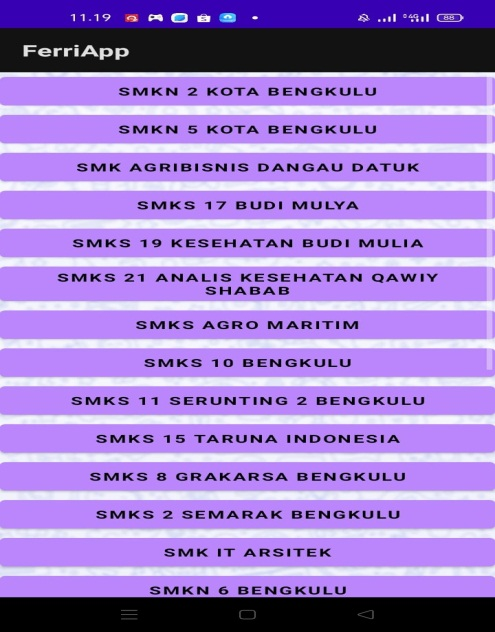 11.19
4G
88
FerriApp
SMKN 2 KOTA BENGKULU
SMKN 5 KOTA BENGKULU
SMK AGRIBISNIS DANGAU DATUK
SMKS 17 BUDI MULYA
SMKS 19 KESEHATAN BUDI MULIA
SMKS 21 ANALIS KESEHATAN QAWIY
SHABAB
SMKS AGRO MARITIM
SMKS 10 BENGKULU
SMKS 11 SERUNTING 2 BENGKULU
SMKS 15 TARUNA INDONESIA
SMKS 8 GRAKARSA BENGKULU
SMKS 2 SEMARAK BENGKULU
SMK IT ARSITEK
SMKN 6 BENGKULU